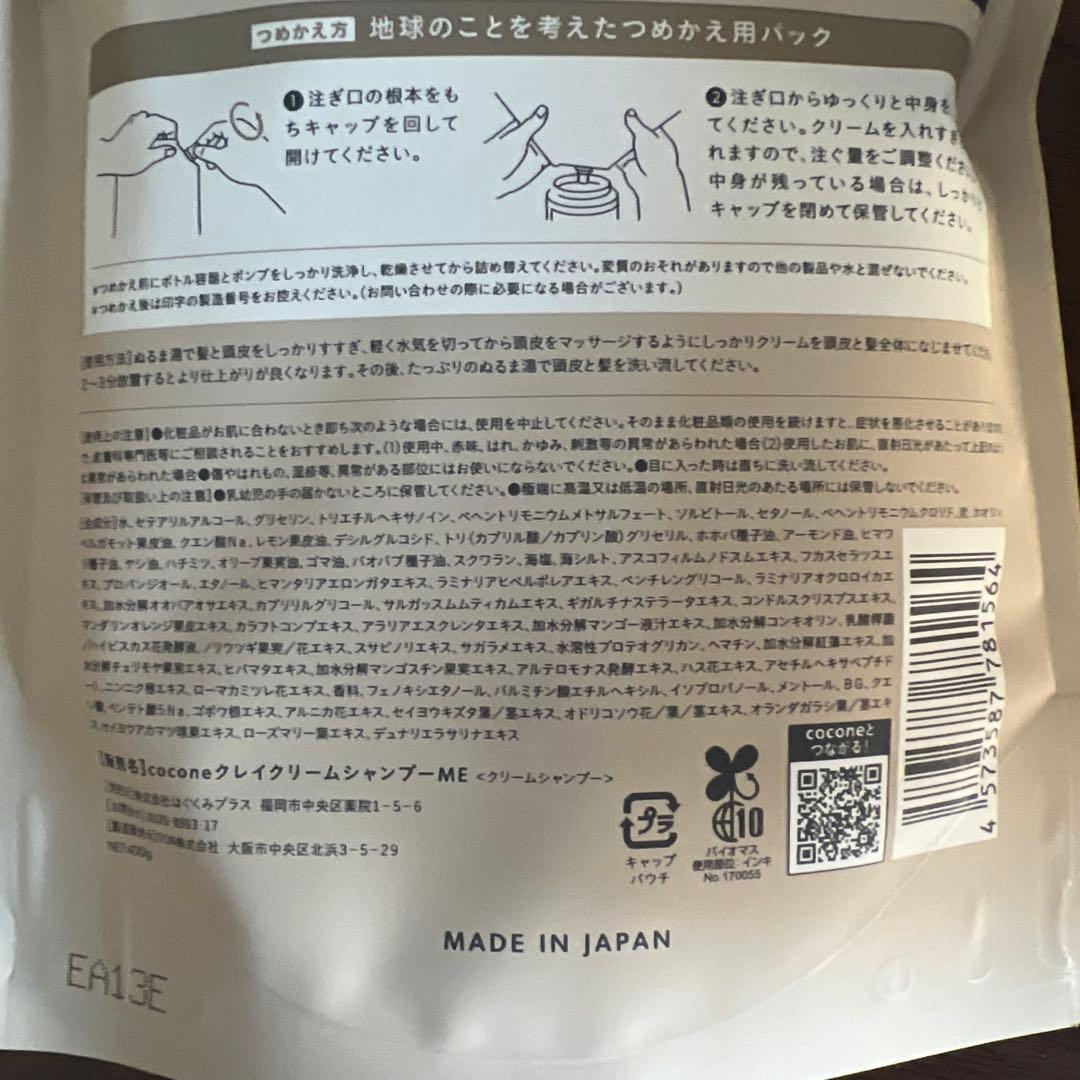 つめかえ方 地球のことを考えたつめかえ用パック
❶注ぎ口の根本をも
ちキャップを回して
開けてください。
❷注ぎ口からゆっくりと中身を
てください。クリームを入れすぎ
れますので、注ぐ量をご調整くださ
中身が残っている場合は、しっかりと
キャップを閉めて保管してください。
※つめかえ前にボトル容器とポンプをしっかり洗浄し、乾燥させてから詰め替えてください。変質のおそれがありますので他の製品や水と混ぜないでください。
※つめかえ後は印字の製造番号をお控えください。(お問い合わせの際に必要になる場合がございます。)
[使用方法]ぬるま湯で髪と頭皮をしっかりすすぎ、軽く水気を切ってから頭皮をマッサージするようにしっかりクリームを頭皮と髪全体になじませてくだ
2〜3分放置するとより仕上がりが良くなります。その後、たっぷりのぬるま湯で頭皮と髪を洗い流してください。
[使用上の注意]●化粧品がお肌に合わないとき即ち次のような場合には、使用を中止してください。そのまま化粧品類の使用を続けますと、症状を悪化させることがあり
で、皮膚科専門医等にご相談されることをおすすめします。(1)使用中、赤味、はれ、かゆみ、刺激等の異常があらわれた場合(2)使用したお肌に、直射日光があたって上記の
な異常があらわれた場合●傷やはれもの、湿疹等、異常がある部位にはお使いにならないでください。●目に入った時は直ちに洗い流してください。
[保管及び取扱い上の注意]●乳幼児の手の届かないところに保管してください。●極端に高温又は低温の場所、直射日光のあたる場所には保管しないでください。
[全成分]水、セテアリルアルコール、グリセリン、トリエチルヘキサノイン、ベヘントリモニウムメトサルフェート、ソルビトール、セタノール、ベヘントリモニウムクロリド、炭、カオリン、
ベルガモット果皮油、クエン酸Na、レモン果皮油、デシルグルコシド、トリ(カプリル酸/カプリン酸)グリセリル、ホホバ種子油、アーモンド油、ヒマワ
リ種子油、ヤシ油、ハチミツ、オリーブ果実油、ゴマ油、バオバブ種子油、スクワラン、海塩、海シルト、アスコフィルムノドスムエキス、フカスセラツスエ
キス、プロパンジオール、エタノール、ヒマンタリアエロンガタエキス、ラミナリアヒペルボレアエキス、ペンチレングリコール、ラミナリアオクロロイカエ
キス、加水分解オオバアオサエキス、カプリリルグリコール、サルガッスムムティカムエキス、ギガルチナステラータエキス、コンドルスクリスプスエキス、
マンダリンオレンジ果皮エキス、カラフトコンブエキス、アラリアエスクレンタエキス、加水分解マンゴー液汁エキス、加水分解コンキオリン、乳酸桿菌
/ハイビスカス花発酵液、ノリウツギ果実/花エキス、スサビノリエキス、サガラメエキス、水溶性プロテオグリカン、ヘマチン、加水分解紅藻エキス、加
水分解チェリモヤ果実エキス、ヒバマタエキス、加水分解マンゴスチン果実エキス、アルテロモナス発酵エキス、ハス花エキス、アセチルヘキサペプチド
ール、ニンニク根エキス、ローマカミツレ花エキス、香料、フェノキシエタノール、パルミチン酸エチルヘキシル、イソプロパノール、メントール、BG、クエ
ン酸、ペンテト酸5Na、ゴボウ根エキス、アルニカ花エキス、セイヨウキズタ葉/茎エキス、オドリコソウ花/葉/茎エキス、オランダガラシ葉/茎エキ
ス、セイヨウアカマツ球果エキス、ローズマリー葉エキス、デュナリエラサリナエキス
[販売名]coconeクレイクリームシャンプーME <クリームシャンプー>
株式会社はぐくみプラス 福岡市中央区薬院1-5-6
株式会社 大阪市中央区北浜3-5-29
NET:400g
プラ
キャップ
パウチ
10
バイオマス
使用部位:インキ
No.170055
coconeと
つながる!
4 573587 781564
MADE IN JAPAN
EA13E